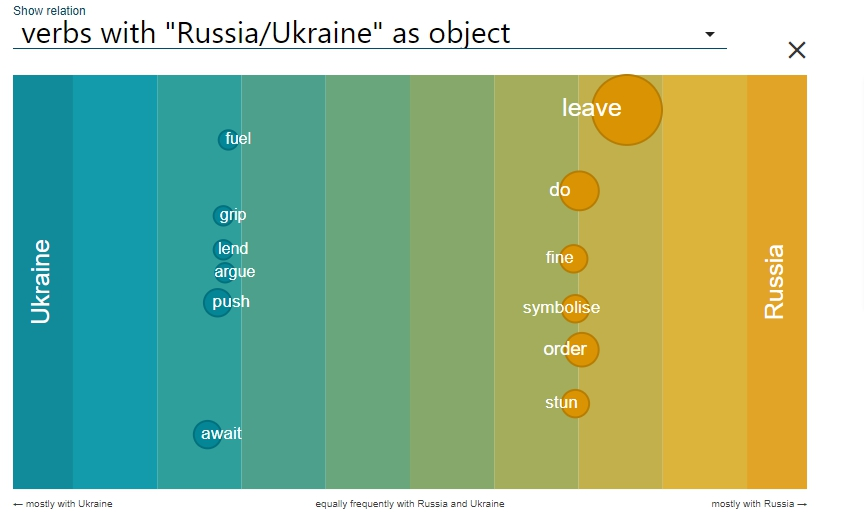 Show relation
verbs with "Russia/Ukraine" as object
leave
fuel
do
grip
lend
fine
argue
push
symbolise
order
stun
await
Ukraine
Russia
← mostly with Ukraine
equally frequently with Russia and Ukraine
mostly with Russia →